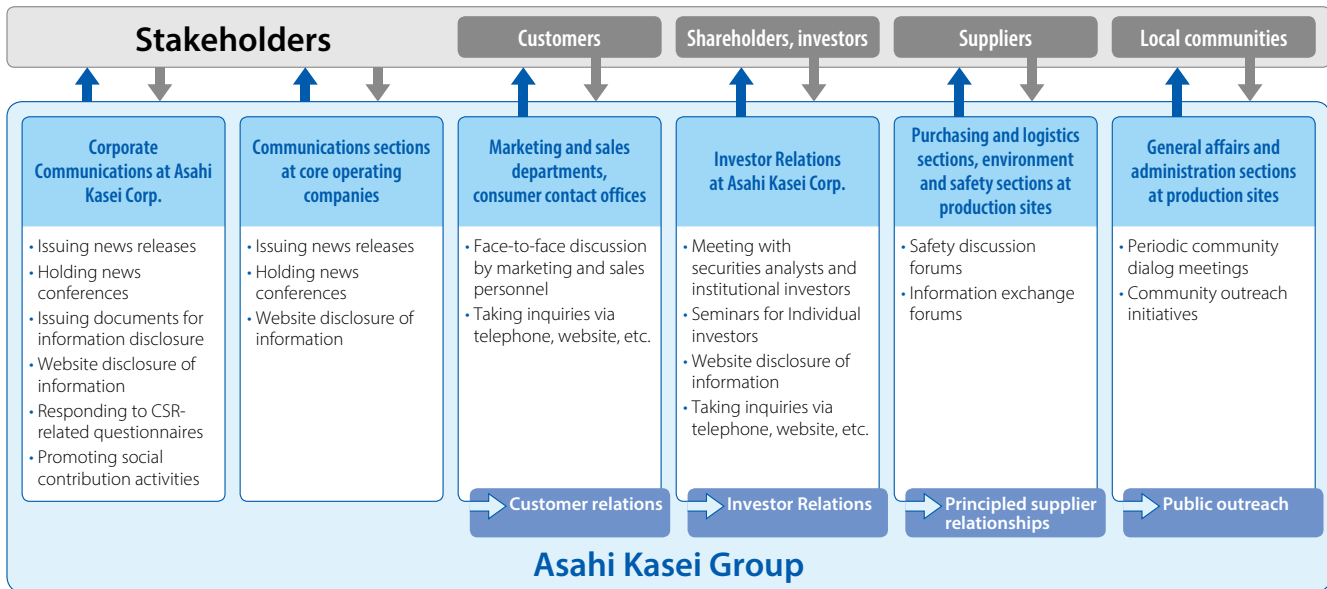 Stakeholders
Customers
Shareholders, investors
Suppliers
Local communities
Corporate
Communications at Asahi
Kasei Corp.
• Issuing news releases
• Holding news
conferences
• Issuing documents for
information disclosure
• Website disclosure of
information
• Responding to CSR-
related questionnaires
• Promoting social
contribution activities
Communications sections
at core operating
companies
• Issuing news releases
• Holding news
conferences
• Website disclosure of
information
Marketing and sales
departments,
consumer contact offices
• Face-to-face discussion
by marketing and sales
personnel
• Taking inquiries via
telephone, website, etc.
Customer relations
Investor Relations
at Asahi Kasei Corp.
• Meeting with
securities analysts and
institutional investors
• Seminars for Individual
investors
• Website disclosure of
information
• Taking inquiries via
telephone, website, etc.
Investor Relations
Purchasing and logistics
sections, environment
and safety sections at
production sites
• Safety discussion
forums
• Information exchange
forums
Principled supplier
relationships
General affairs and
administration sections
at production sites
• Periodic community
dialog meetings
• Community outreach
initiatives
Public outreach
Asahi Kasei Group